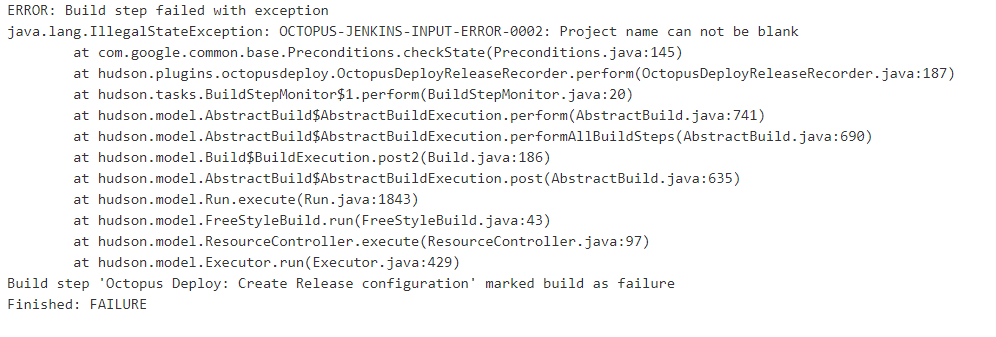 ERROR: Build step failed with exception
java.lang.IllegalStateException: OCTOPUS-JENKINS-INPUT-ERROR-0002: Project name can not be blank
at com.google.common.base.Preconditions.checkState(Preconditions.java:145)
at hudson.plugins.octopusdeploy.OctopusDeployReleaseRecorder.perform(OctopusDeployReleaseRecorder.java:187)
at hudson.tasks.BuildStepMonitor$1.perform(BuildStepMonitor.java:20)
at hudson.model.AbstractBuild$AbstractBuildExecution.perform(AbstractBuild.java:741)
at hudson.model.AbstractBuild$AbstractBuildExecution.performAllBuildSteps(AbstractBuild.java:690)
at hudson.model.Build$BuildExecution.post2(Build.java:186)
at hudson.model.AbstractBuild$AbstractBuildExecution.post(AbstractBuild.java:635)
at hudson.model.Run.execute(Run.java:1843)
at hudson.model.FreeStyleBuild.run(FreeStyleBuild.java:43)
at hudson.model.ResourceController.execute(ResourceController.java:97)
at hudson.model.Executor.run(Executor.java:429)
Build step 'Octopus Deploy: Create Release configuration' marked build as failure
Finished: FAILURE